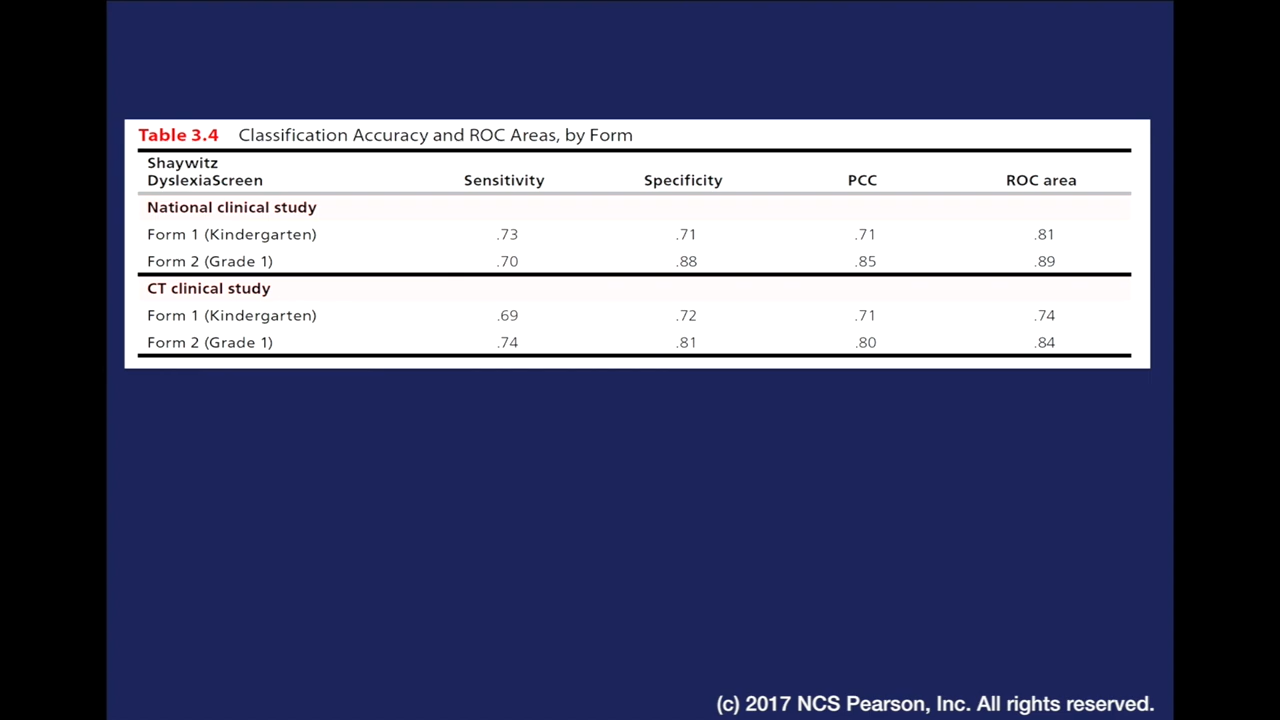 Table 3.4 Classification Accuracy and ROC Areas, by Form
Shaywitz
DyslexiaScreen Sensitivity Specificity PCC ROC area
National clinical study
Form 1 (Kindergarten) .73 .71 .71 .81
Form 2 (Grade 1) .70 .88 .85 .89
CT clinical study
Form 1 (Kindergarten) .69 .72 .71 .74
Form 2 (Grade 1) .74 .81 .80 .84
(c) 2017 NCS Pearson, Inc. All rights reserved.